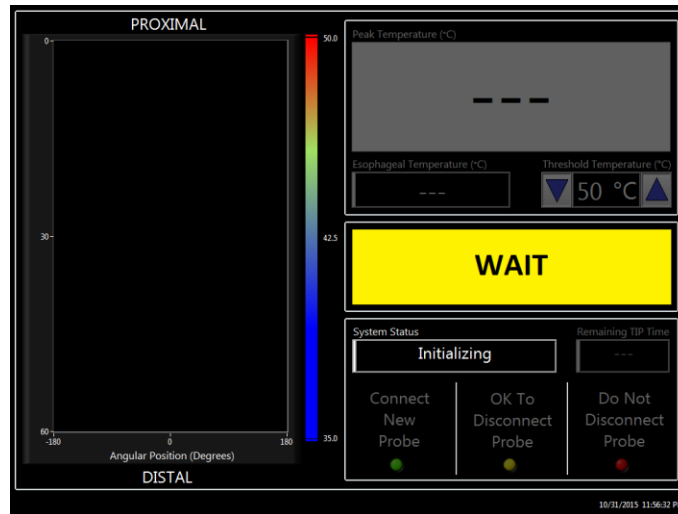 PROXIMAL
0
30
60
-180
0
180
Angular Position (Degrees)
DISTAL
50.0
42.5
35.0
Peak Temperature (°C)
---
Esophageal Temperature (°C)
Threshold Temperature (°C)
---
50 °C
WAIT
System Status
Remaining TIP Time
Initializing
---
Connect
New
Probe
OK To
Disconnect
Probe
Do Not
Disconnect
Probe
10/31/2015 11:56:32 P